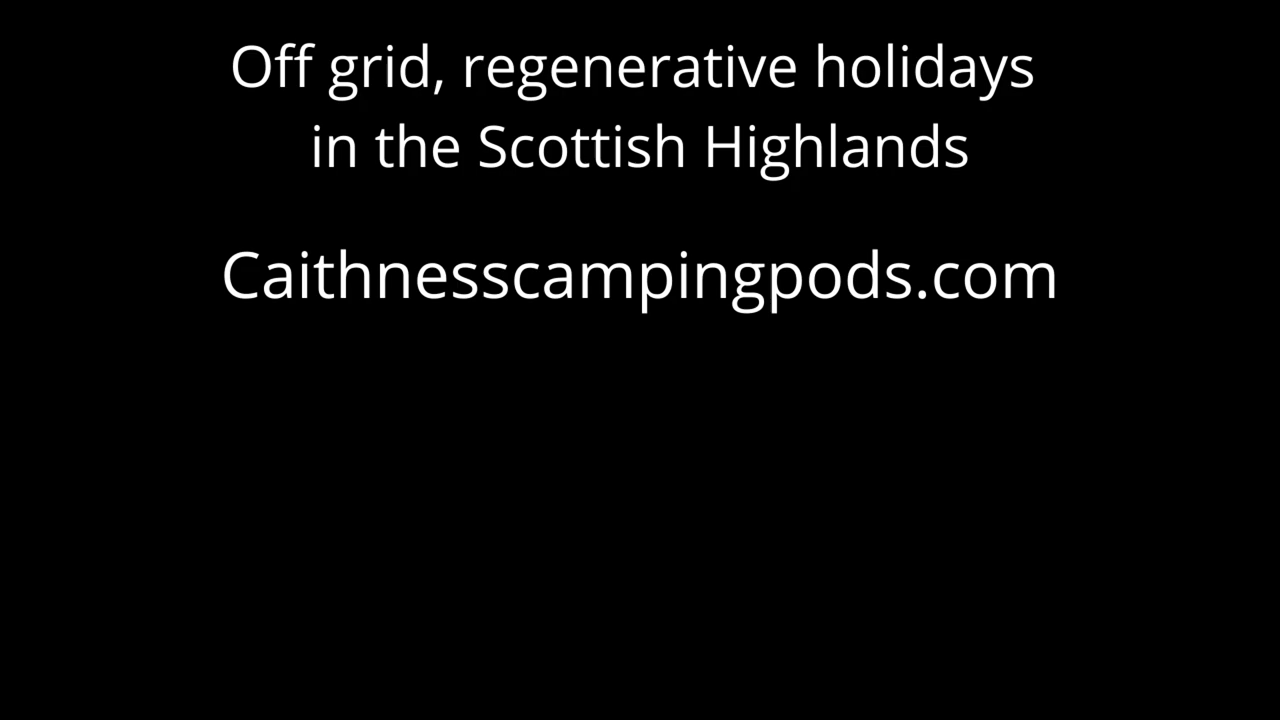 Off grid, regenerative holidays
in the Scottish Highlands
Caithnesscampingpods.com